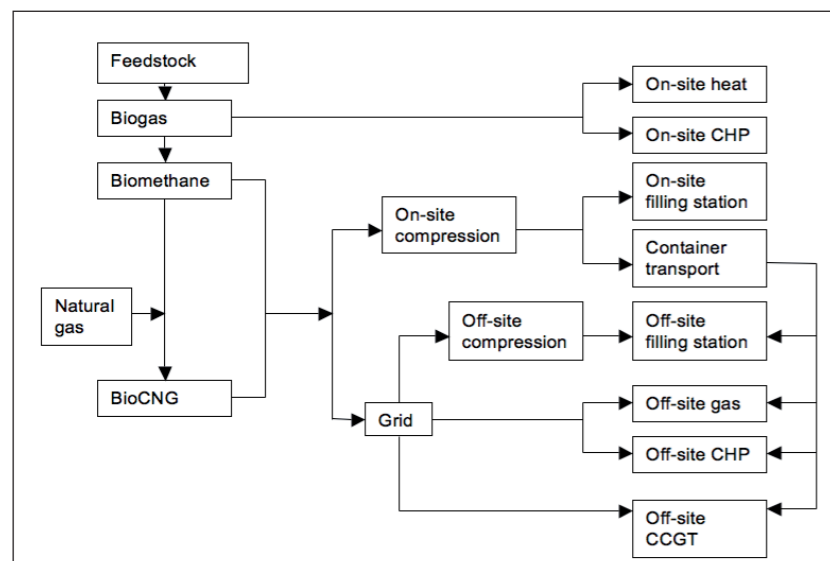 Feedstock
Biogas
Biomethane
Natural
gas
BioCNG
On-site
compression
Off-site
compression
Grid
On-site heat
On-site CHP
On-site
filling station
Container
transport
Off-site
filling station
Off-site gas
Off-site CHP
Off-site
CCGT